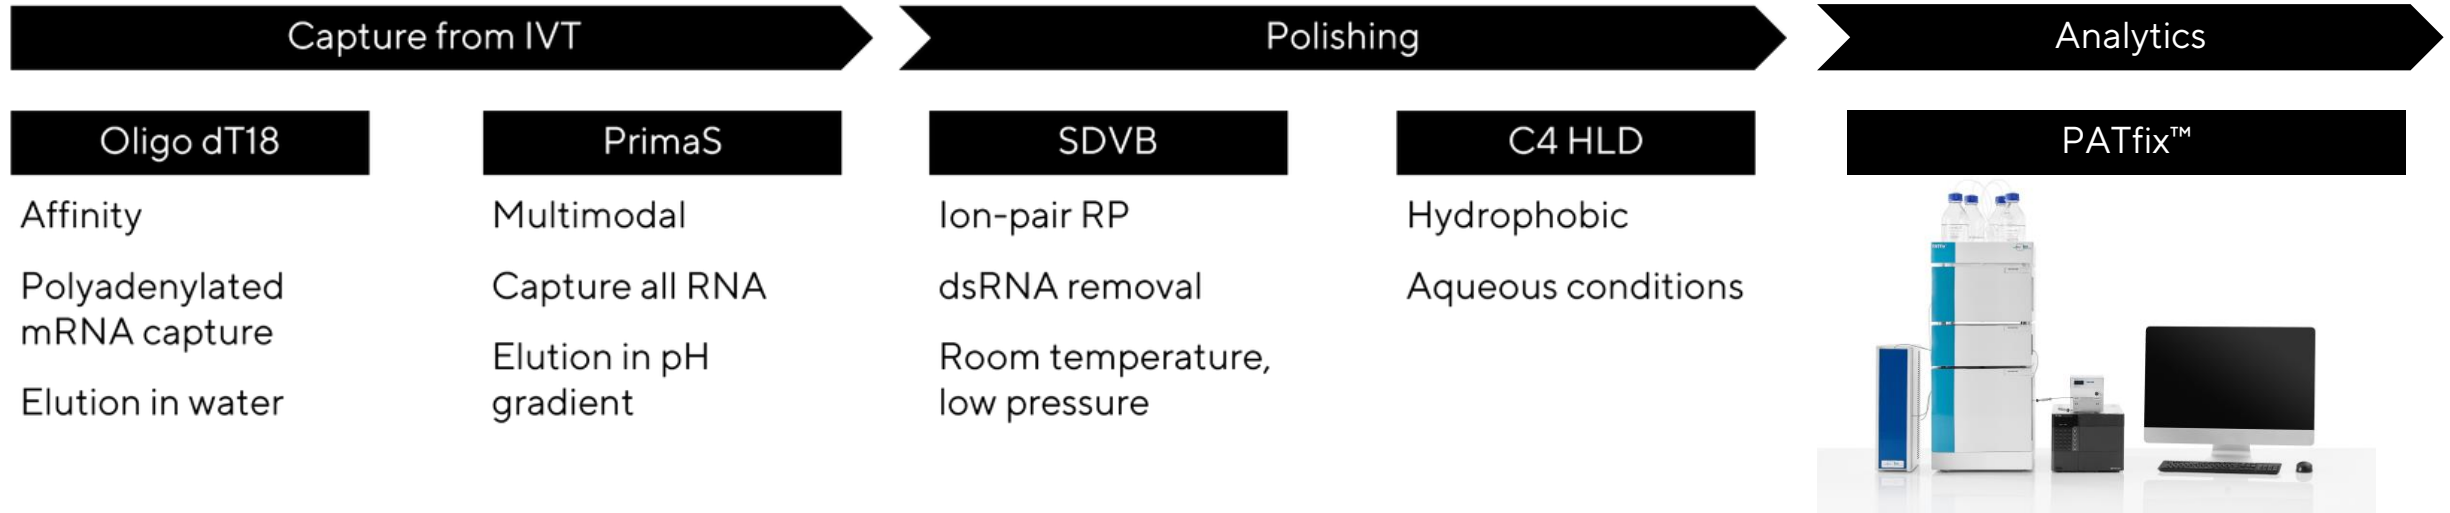 Capture from IVT
Polishing
Analytics
Oligo dT18
PrimaS
SDVB
C4 HLD
PATfix™
Affinity
Polyadenylated
mRNA capture
Elution in water
Multimodal
Capture all RNA
Elution in pH
gradient
Ion-pair RP
dsRNA removal
Room temperature,
low pressure
Hydrophobic
Aqueous conditions